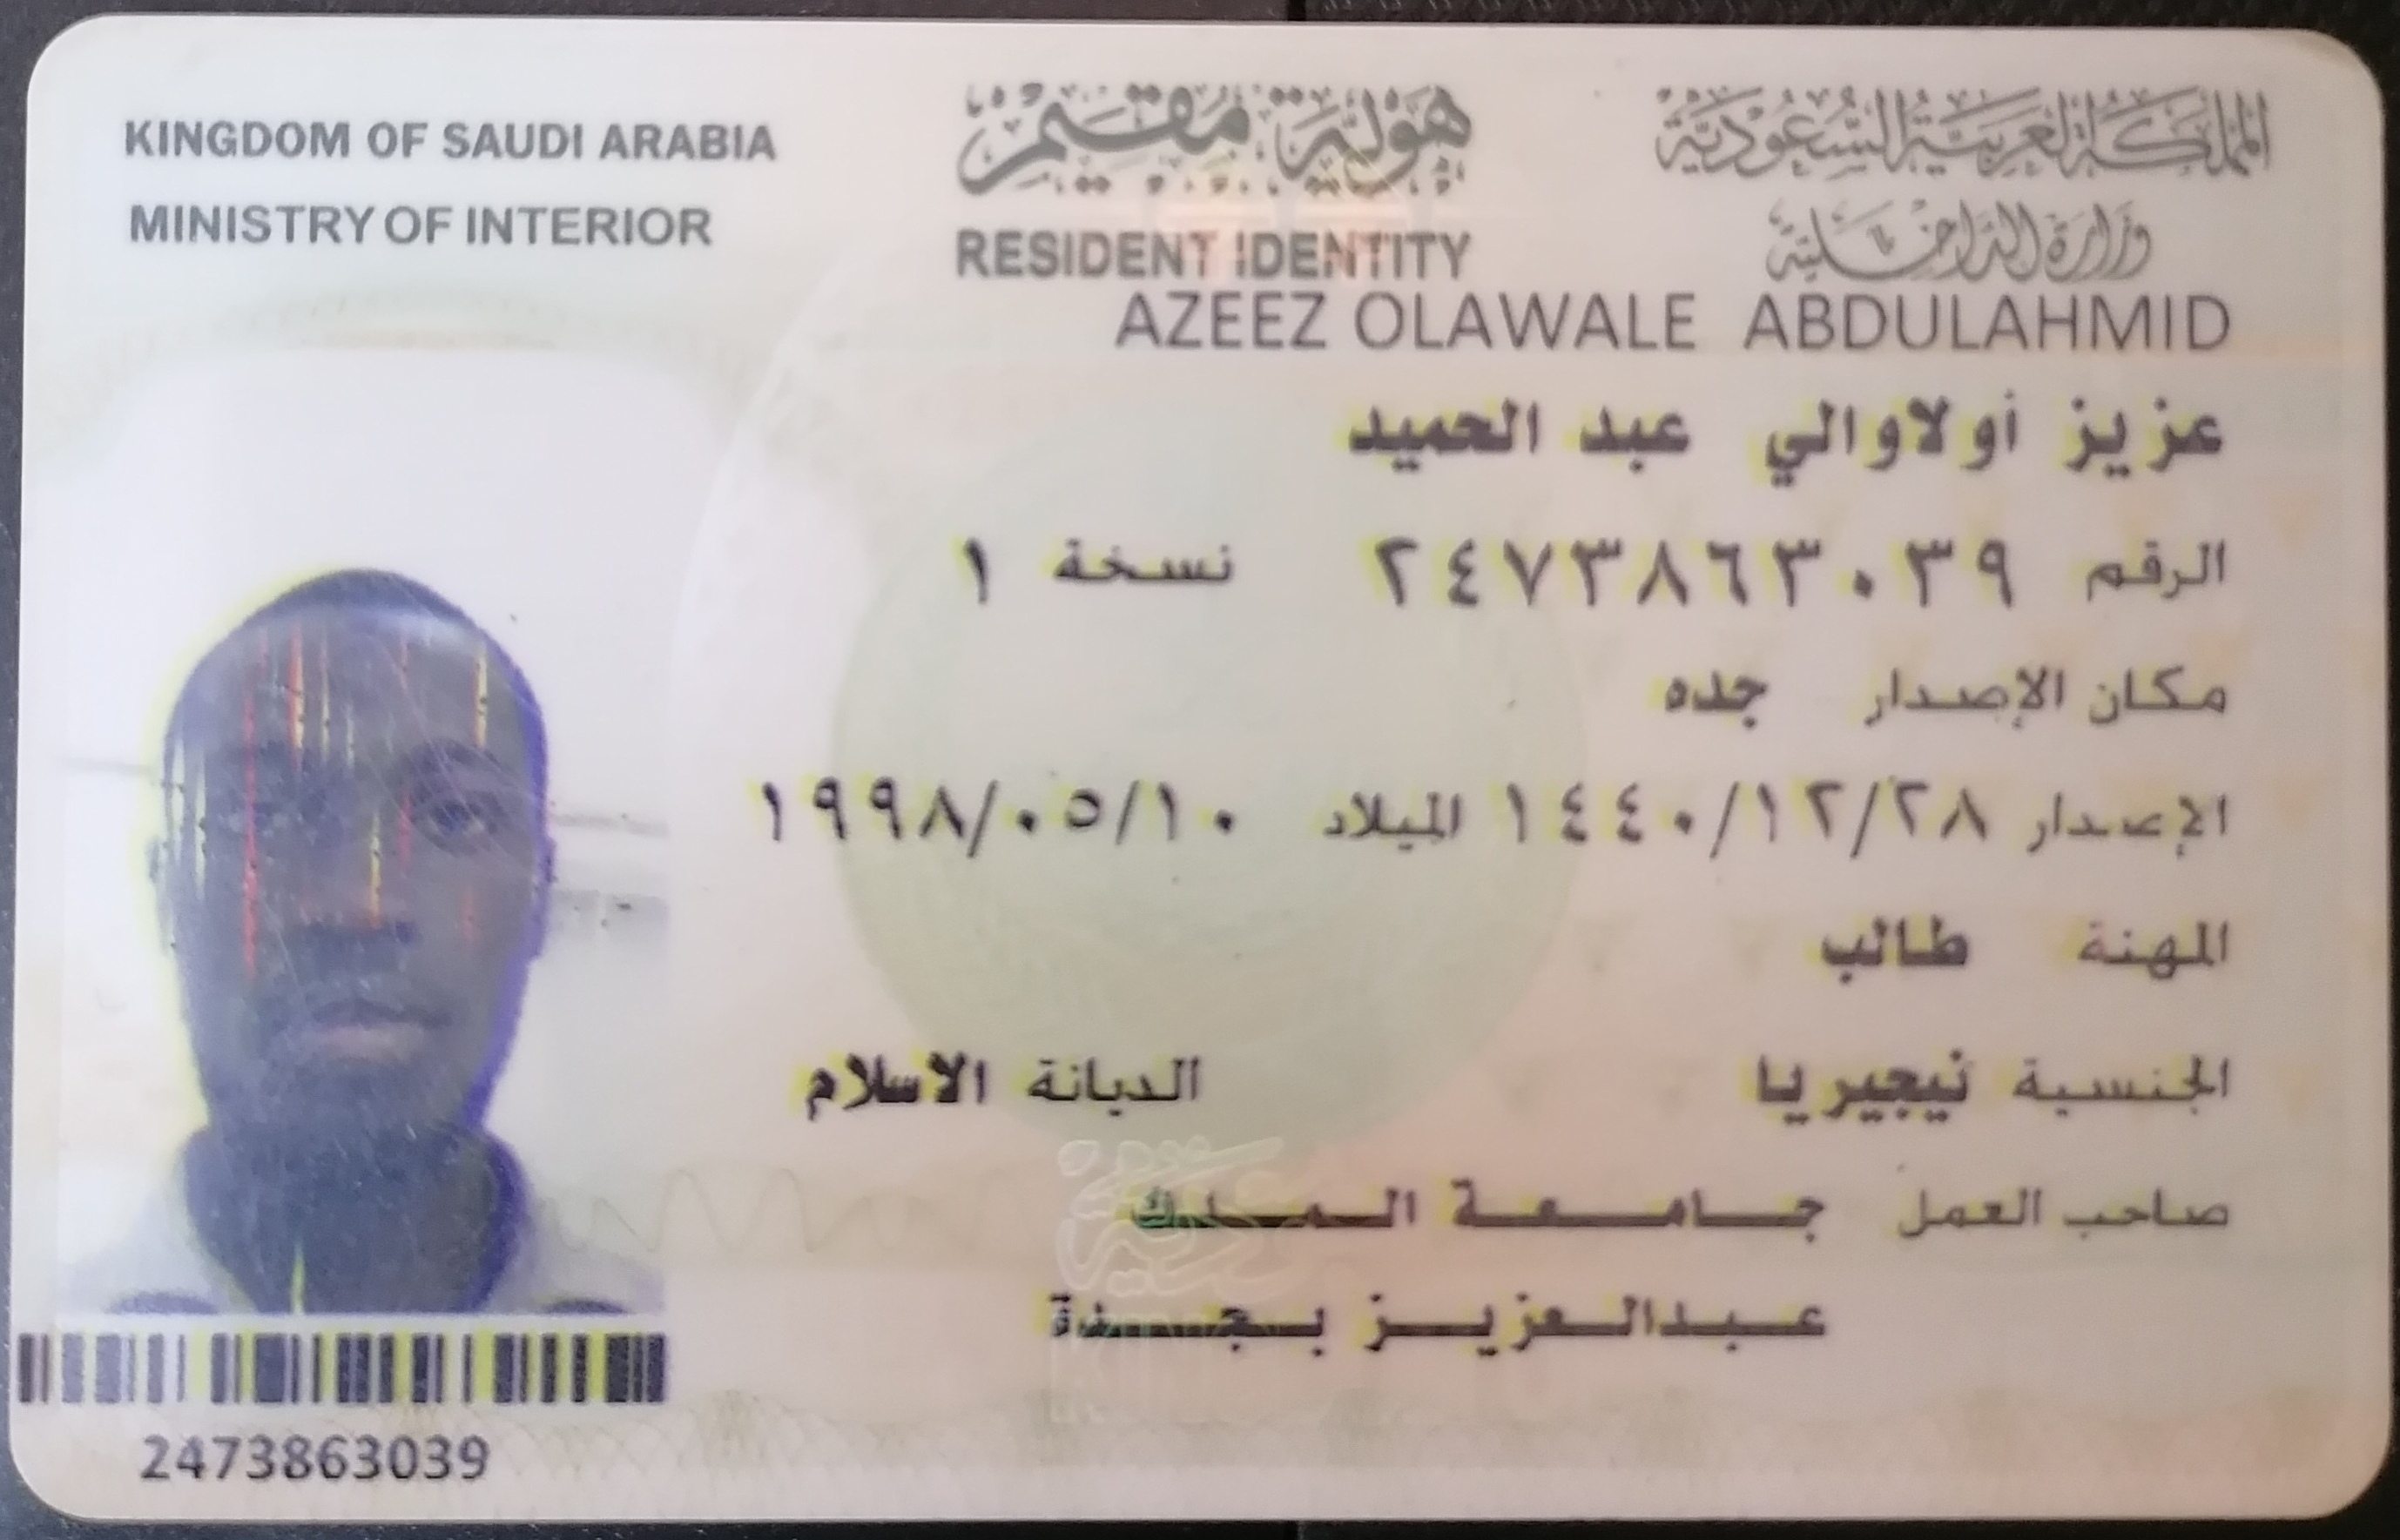 KINGDOM OF SAUDI ARABIA
MINISTRY OF INTERIOR
هوية مقيم
RESIDENT IDENTITY
المملكة العربية السعودية
وزارة الداخلية
AZEEZ OLAWALE ABDULAHMID
عزيز أولاوالي عبد الحميد
الرقم ٢٤٧٣٨٦٣٠٣٩ نسخة ١
مكان الإصدار جده
الإصدار ١٤٤٠/١٢/٢٨ الميلاد ١٩٩٨/٠٥/١٠
المهنة طالب
الجنسية نيجيريا الديانة الاسلام
صاحب العمل جامعة الملك
عبدالعزيز بجدة
2473863039